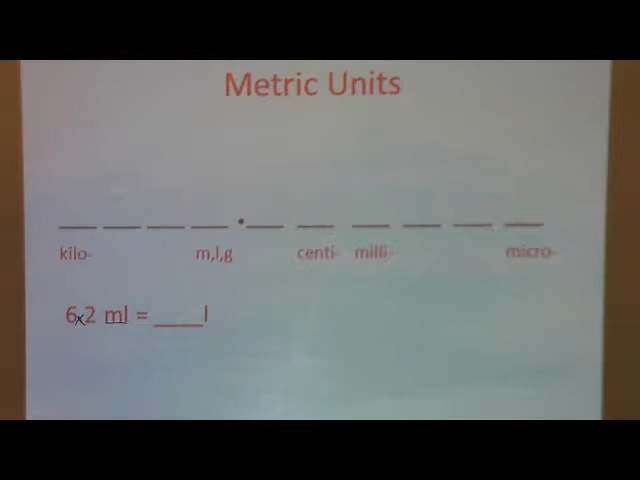 Metric Units
kilo- m,l,g centi- milli- micro-
6.2 ml = ____l